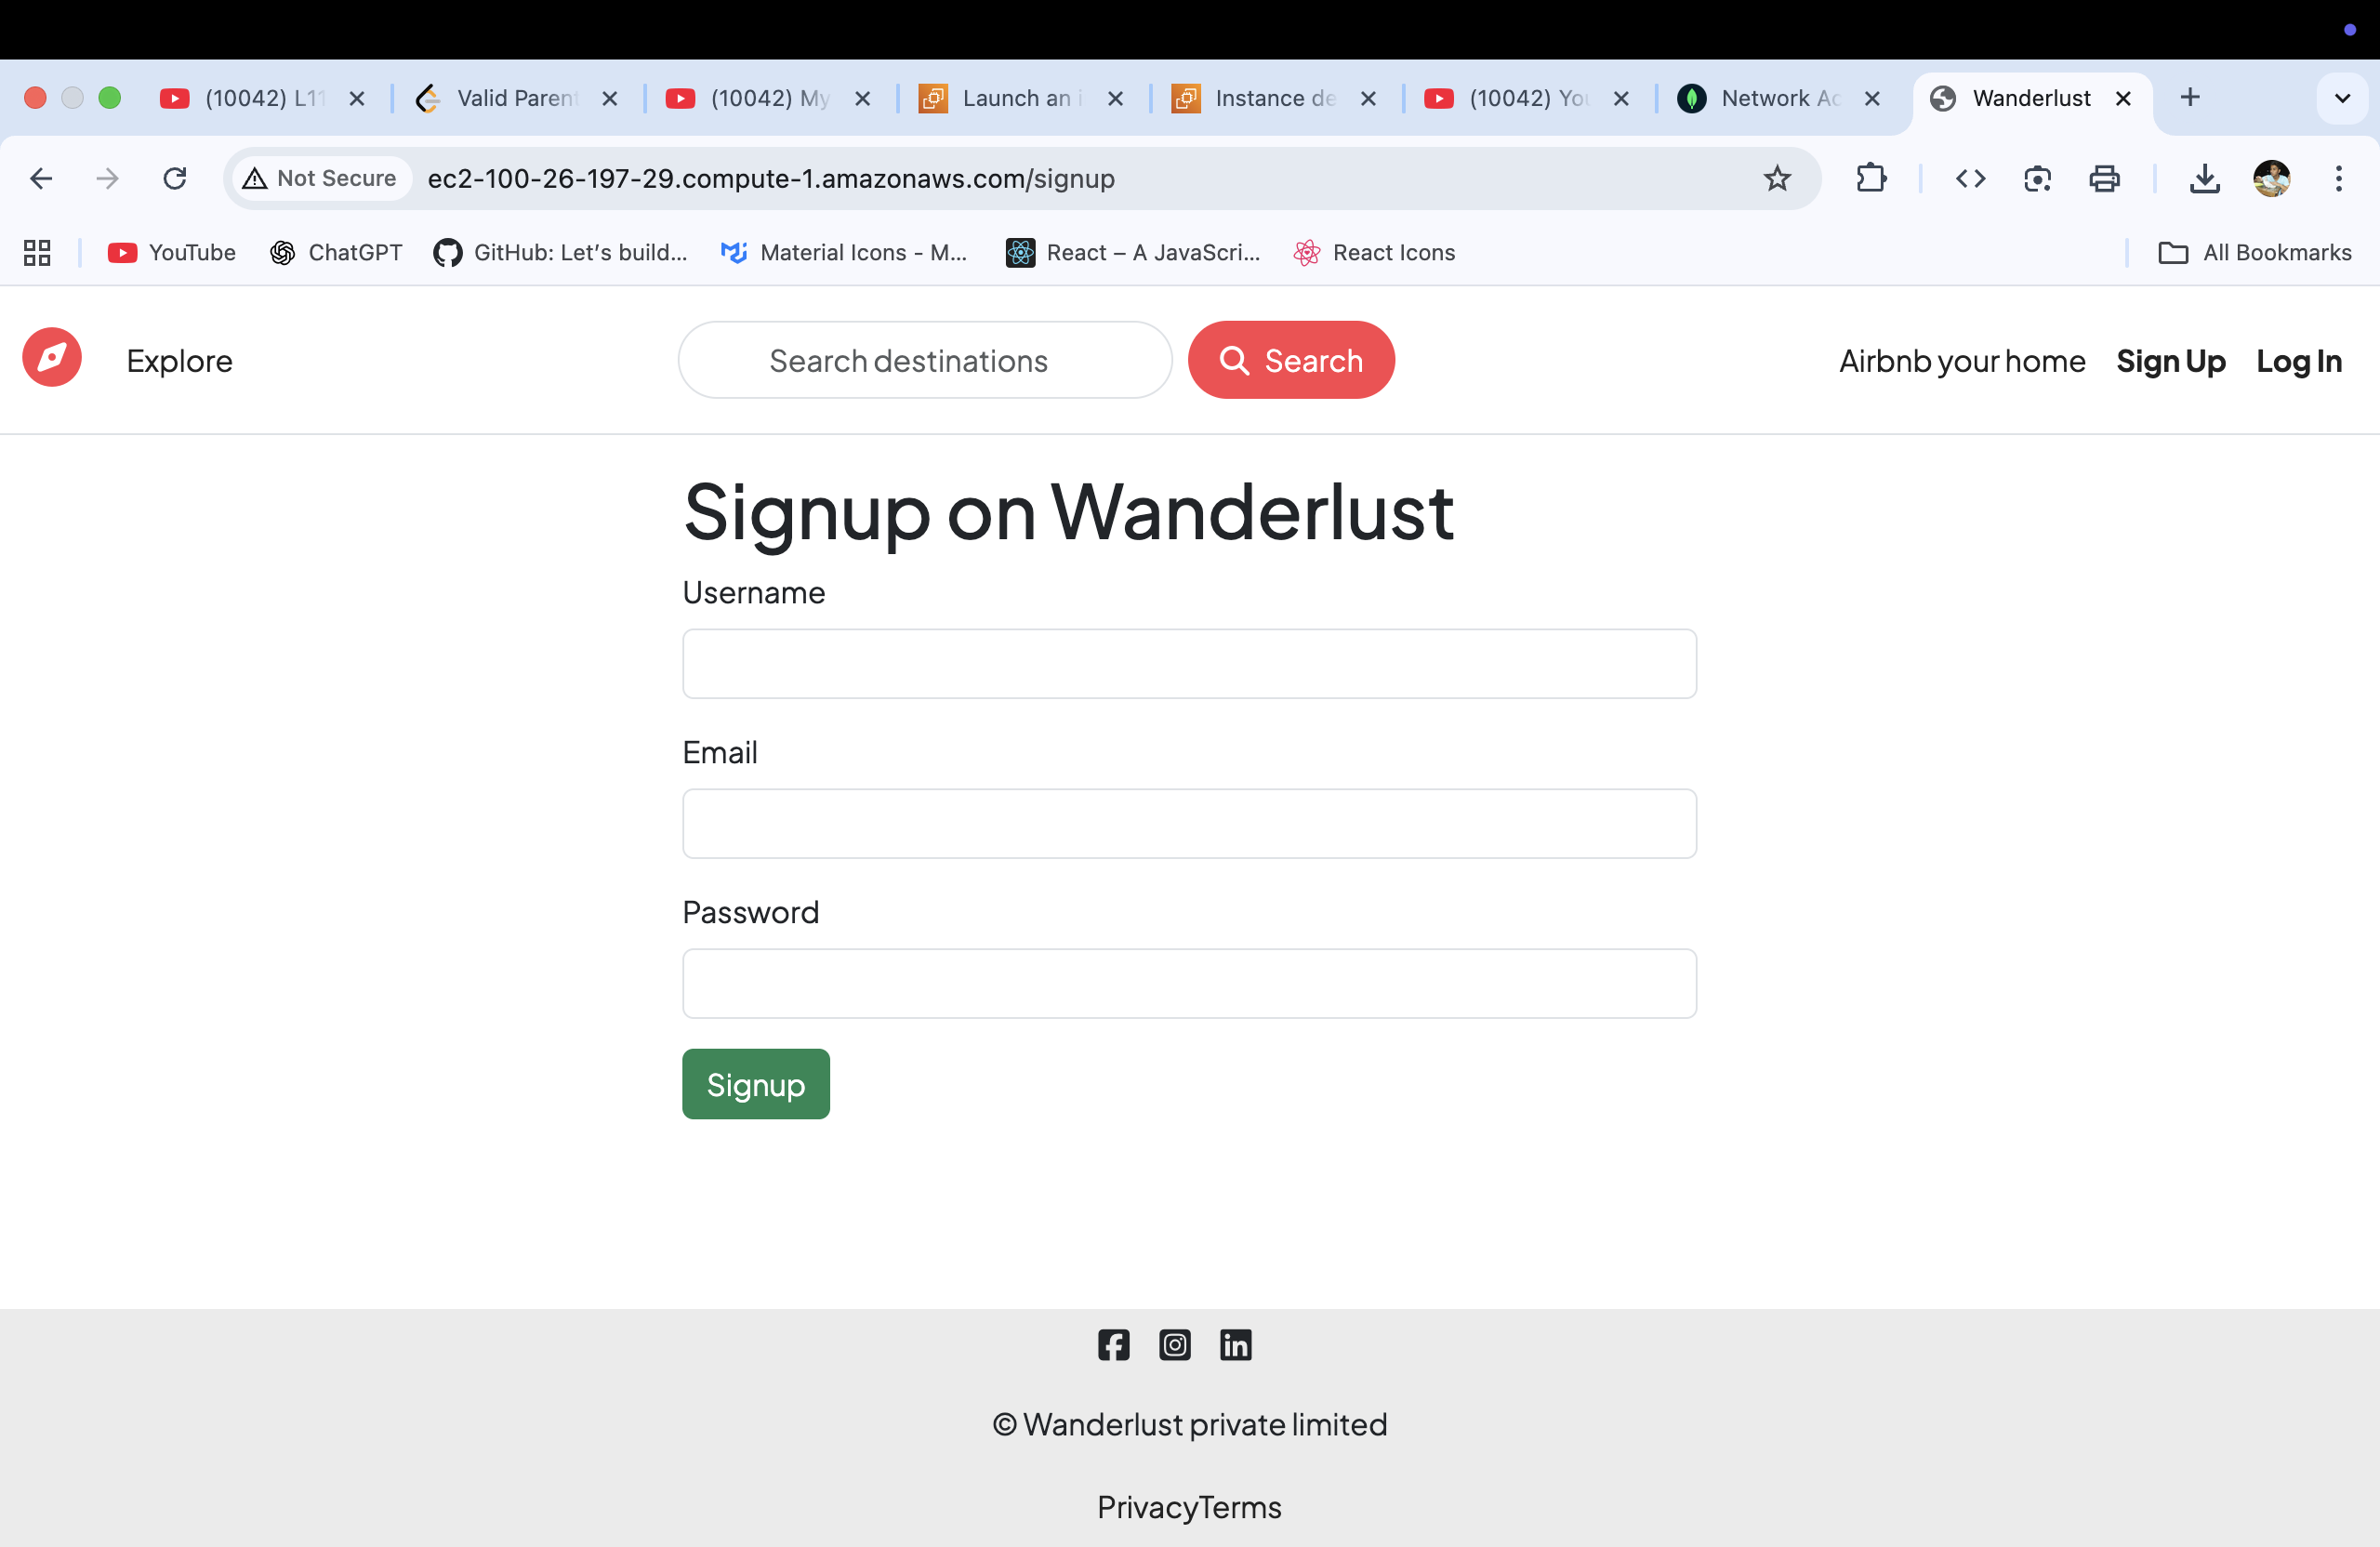 (10042) L11 Valid Parent (10042) My Launch an i Instance de (10042) You Network Ac Wanderlust
Not Secure ec2-100-26-197-29.compute-1.amazonaws.com/signup
YouTube ChatGPT GitHub: Let's build... Material Icons - M... React – A JavaScri... React Icons All Bookmarks
Explore Search destinations Search Airbnb your home Sign Up Log In
Signup on Wanderlust
Username
Email
Password
Signup
© Wanderlust private limited
PrivacyTerms